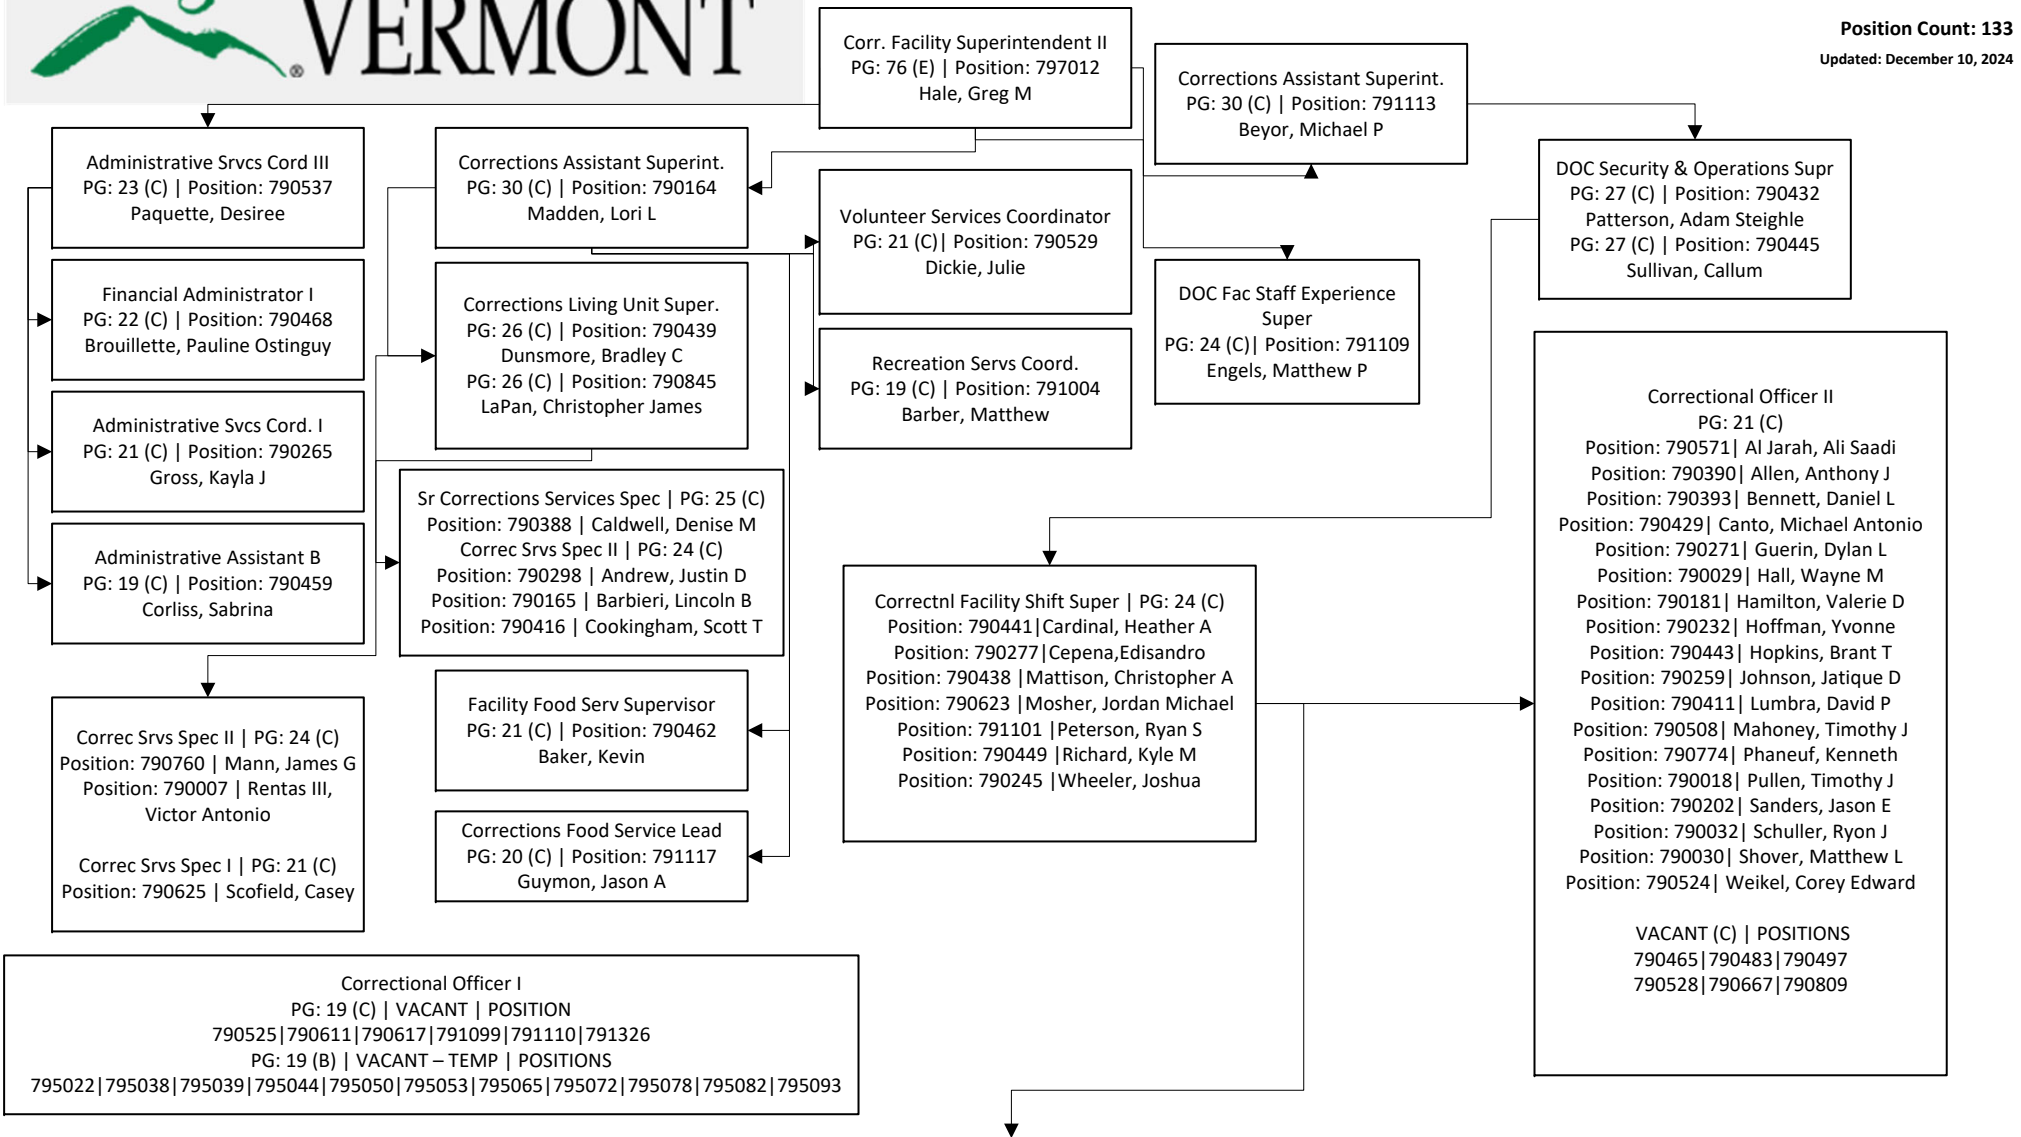 VERMONT
®
Position Count: 133
Updated: December 10, 2024
Corr. Facility Superintendent II
PG: 76 (E) | Position: 797012
Hale, Greg M
Corrections Assistant Superint.
PG: 30 (C) | Position: 791113
Beyor, Michael P
Administrative Srvcs Cord III
PG: 23 (C) | Position: 790537
Paquette, Desiree
Corrections Assistant Superint.
PG: 30 (C) | Position: 790164
Madden, Lori L
Volunteer Services Coordinator
PG: 21 (C)| Position: 790529
Dickie, Julie
DOC Security & Operations Supr
PG: 27 (C) | Position: 790432
Patterson, Adam Steighle
PG: 27 (C) | Position: 790445
Sullivan, Callum
Financial Administrator I
PG: 22 (C) | Position: 790468
Brouillette, Pauline Ostinguy
Corrections Living Unit Super.
PG: 26 (C) | Position: 790439
Dunsmore, Bradley C
PG: 26 (C) | Position: 790845
LaPan, Christopher James
DOC Fac Staff Experience
Super
PG: 24 (C)| Position: 791109
Engels, Matthew P
Recreation Servs Coord.
PG: 19 (C) | Position: 791004
Barber, Matthew
Administrative Svcs Cord. I
PG: 21 (C) | Position: 790265
Gross, Kayla J
Administrative Assistant B
PG: 19 (C) | Position: 790459
Corliss, Sabrina
Sr Corrections Services Spec | PG: 25 (C)
Position: 790388 | Caldwell, Denise M
Correc Srvs Spec II | PG: 24 (C)
Position: 790298 | Andrew, Justin D
Position: 790165 | Barbieri, Lincoln B
Position: 790416 | Cookingham, Scott T
Correctnl Facility Shift Super | PG: 24 (C)
Position: 790441|Cardinal, Heather A
Position: 790277|Cepena,Edisandro
Position: 790438 |Mattison, Christopher A
Position: 790623 |Mosher, Jordan Michael
Position: 791101 |Peterson, Ryan S
Position: 790449 |Richard, Kyle M
Position: 790245 |Wheeler, Joshua
Correctional Officer II
PG: 21 (C)
Position: 790571| Al Jarah, Ali Saadi
Position: 790390| Allen, Anthony J
Position: 790393| Bennett, Daniel L
Position: 790429| Canto, Michael Antonio
Position: 790271| Guerin, Dylan L
Position: 790029| Hall, Wayne M
Position: 790181| Hamilton, Valerie D
Position: 790232| Hoffman, Yvonne
Position: 790443| Hopkins, Brant T
Position: 790259| Johnson, Jatique D
Position: 790411| Lumbra, David P
Position: 790508| Mahoney, Timothy J
Position: 790774| Phaneuf, Kenneth
Position: 790018| Pullen, Timothy J
Position: 790202| Sanders, Jason E
Position: 790032| Schuller, Ryon J
Position: 790030| Shover, Matthew L
Position: 790524| Weikel, Corey Edward
VACANT (C) | POSITIONS
790465|790483|790497
790528|790667|790809
Facility Food Serv Supervisor
PG: 21 (C) | Position: 790462
Baker, Kevin
Correc Srvs Spec II | PG: 24 (C)
Position: 790760 | Mann, James G
Position: 790007 | Rentas III,
Victor Antonio
Correc Srvs Spec I | PG: 21 (C)
Position: 790625 | Scofield, Casey
Corrections Food Service Lead
PG: 20 (C) | Position: 791117
Guymon, Jason A
Correctional Officer I
PG: 19 (C) | VACANT | POSITION
790525|790611|790617|791099|791110|791326
PG: 19 (B) | VACANT – TEMP | POSITIONS
795022|795038|795039|795044|795050|795053|795065|795072|795078|795082|795093